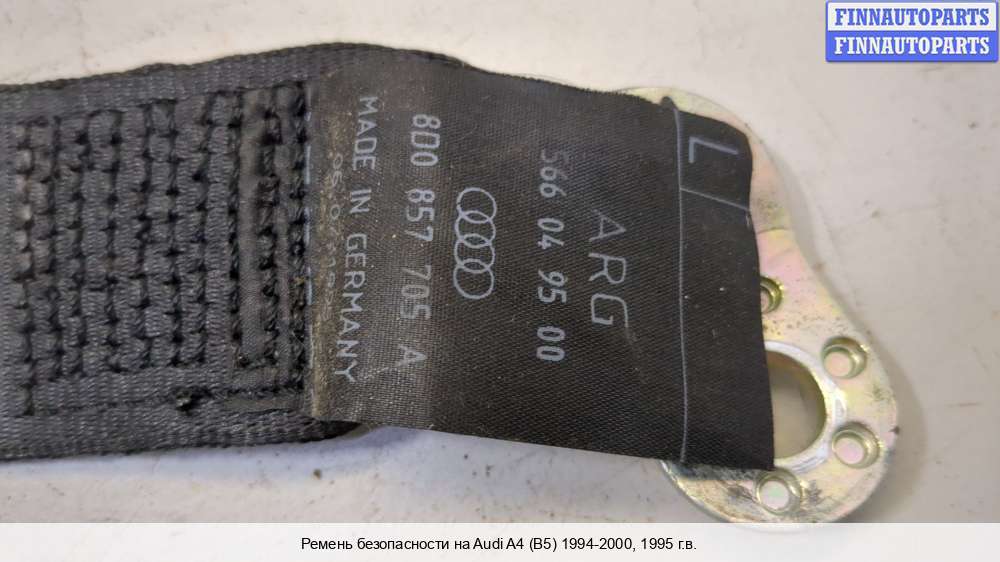 FINNAUTOPARTS
FINNAUTOPARTS
L
ARG
566 04 95 00
8D0 857 705 A
MADE IN GERMANY
Ремень безопасности на Audi A4 (B5) 1994-2000, 1995 г.в.